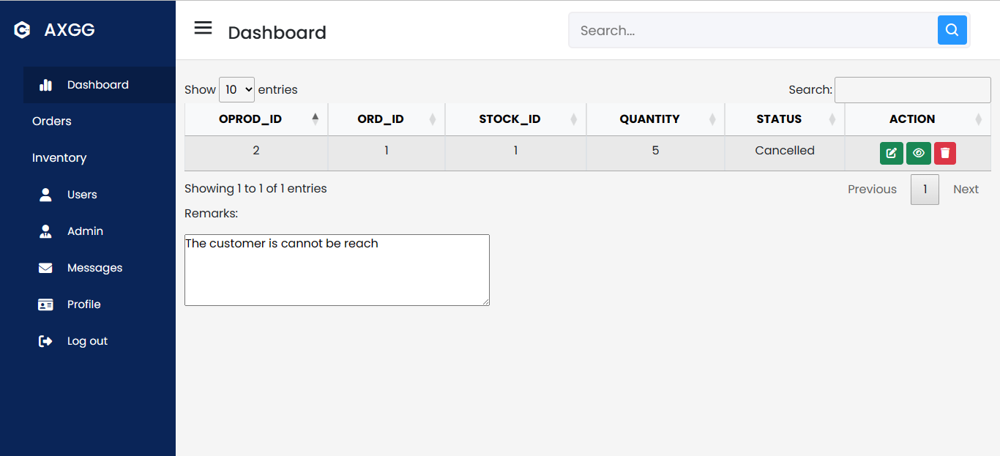 AXGG
Dashboard
Search...
Dashboard
Orders
Inventory
Users
Admin
Messages
Profile
Log out
Show 10 entries
Search:
OPROD_ID ORD_ID STOCK_ID QUANTITY STATUS ACTION
2 1 1 5 Cancelled
Showing 1 to 1 of 1 entries
Previous 1 Next
Remarks:
The customer is cannot be reach